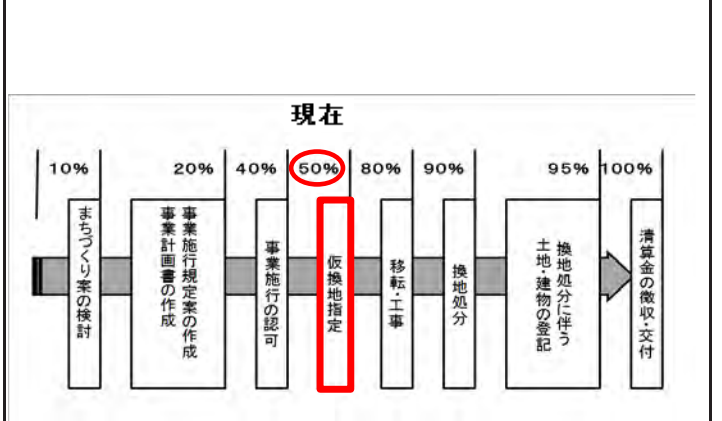 現在
10%
20%
40%
50%
80%
90%
95%
100%
まちづくり案の検討
事業施行規定案の作成
事業計画書の作成
事業施行の認可
仮換地指定
移転・工事
換地処分
換地処分に伴う
土地・建物の登記
清算金の徴収・交付